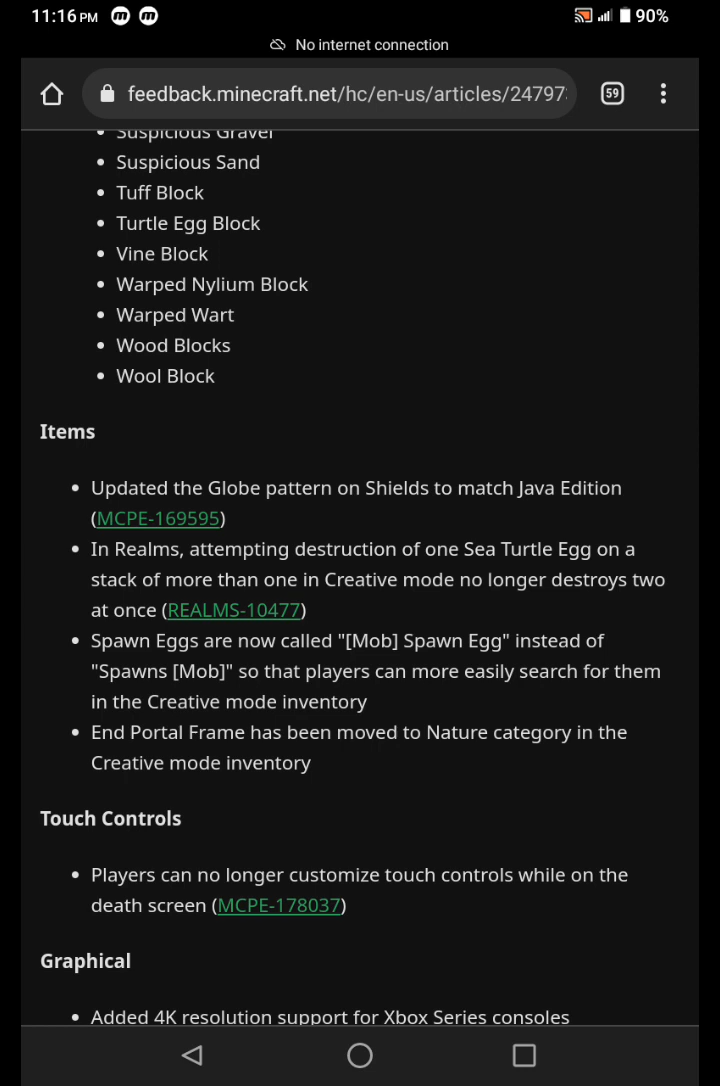 11:16 PM
90%
No internet connection
feedback.minecraft.net/hc/en-us/articles/24797
59
Suspicious Gravel
Suspicious Sand
Tuff Block
Turtle Egg Block
Vine Block
Warped Nylium Block
Warped Wart
Wood Blocks
Wool Block
Items
Updated the Globe pattern on Shields to match Java Edition
(MCPE-169595)
In Realms, attempting destruction of one Sea Turtle Egg on a
stack of more than one in Creative mode no longer destroys two
at once (REALMS-10477)
Spawn Eggs are now called "[Mob] Spawn Egg" instead of
"Spawns [Mob]" so that players can more easily search for them
in the Creative mode inventory
End Portal Frame has been moved to Nature category in the
Creative mode inventory
Touch Controls
Players can no longer customize touch controls while on the
death screen (MCPE-178037)
Graphical
Added 4K resolution support for Xbox Series consoles